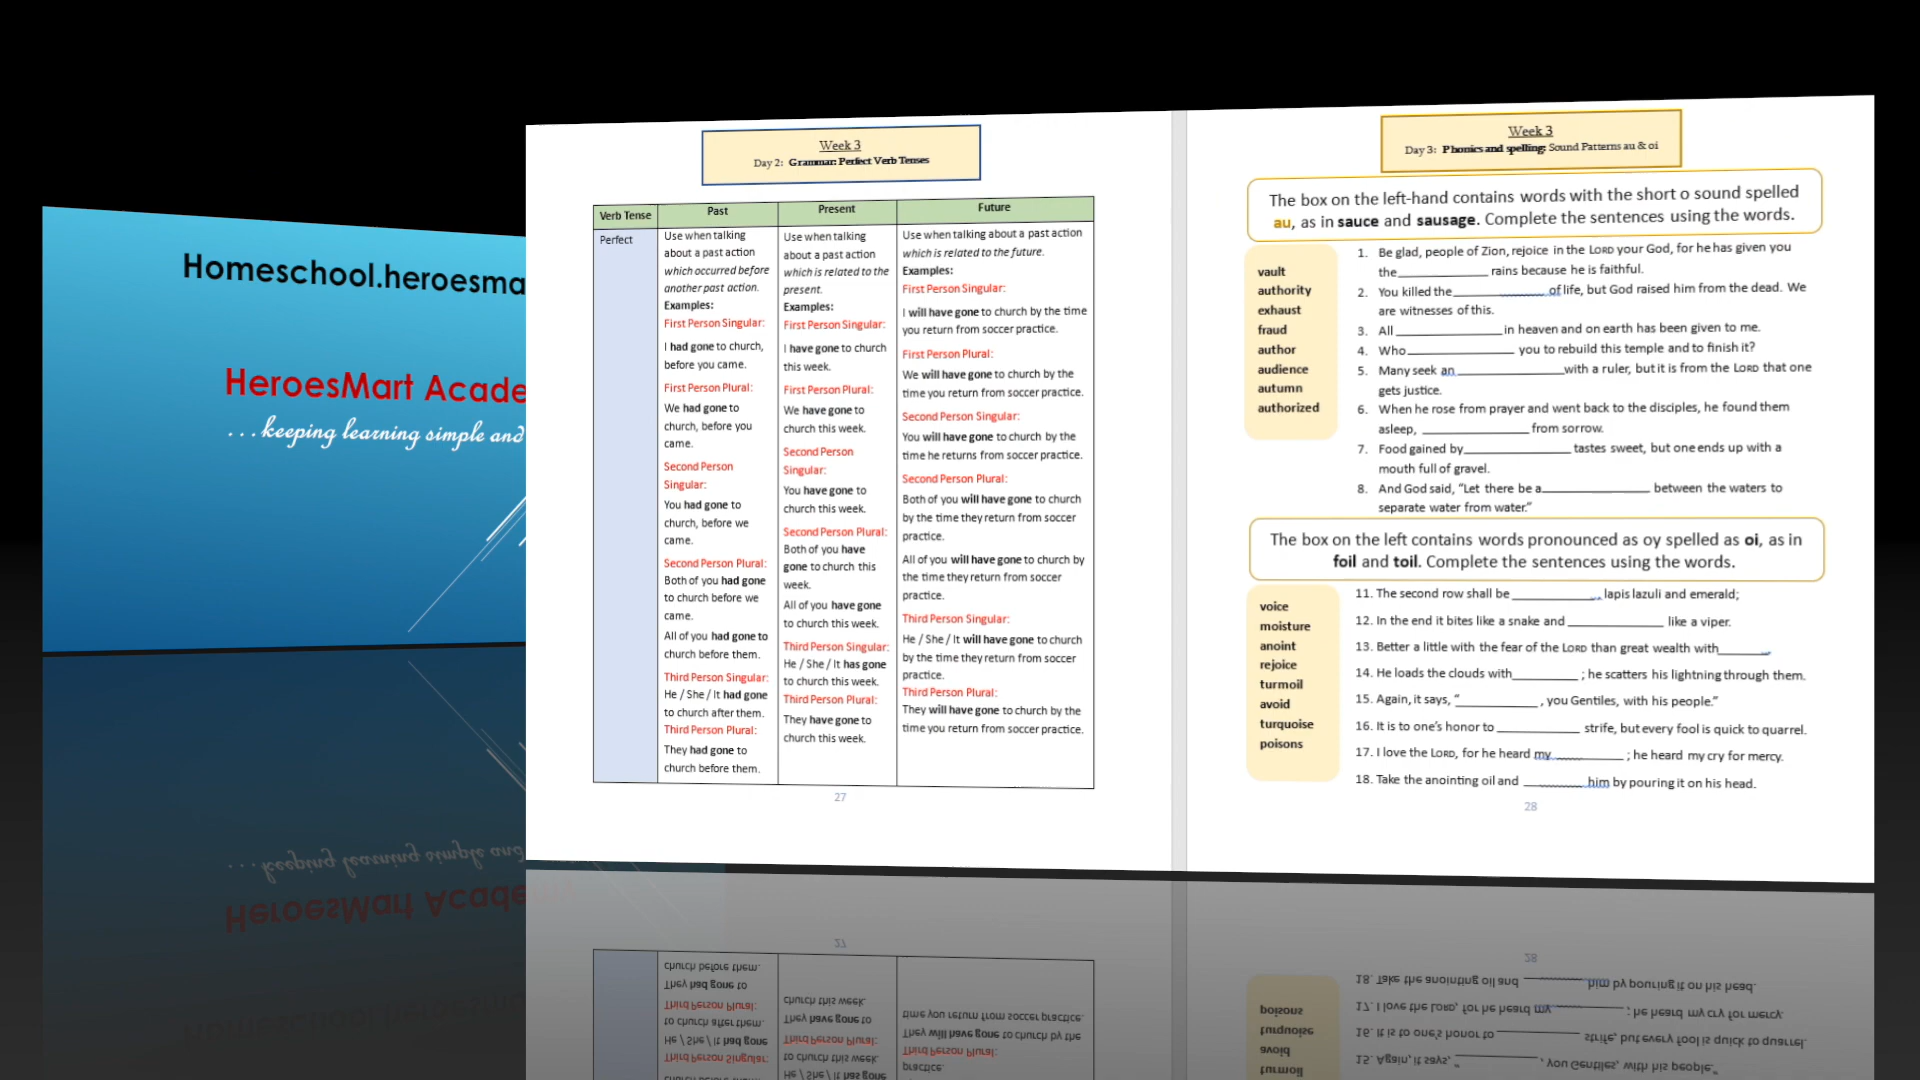 Homeschool.heroesma
HeroesMart Acade
...keeping learning simple and
Week 3
Day 2: Grammar: Perfect Verb Tenses
Verb Tense
Past
Present
Future
Perfect
Use when talking
about a past action
which occurred before
another past action.
Examples:
First Person Singular:
I had gone to church,
before you came.
First Person Plural:
We had gone to
church, before you
came.
Second Person
Singular:
You had gone to
church, before we
came.
Second Person Plural:
Both of you had gone
to church before we
came.
All of you had gone to
church before them.
Third Person Singular:
He / She / It had gone
to church after them.
Third Person Plural:
They had gone to
church before them.
Use when talking
about a past action
which is related to the
present.
Examples:
First Person Singular:
I have gone to church
this week.
First Person Plural:
We have gone to
church this week.
Second Person
Singular:
You have gone to
church this week.
Second Person Plural:
Both of you have
gone to church this
week.
All of you have gone
to church this week.
Third Person Singular:
He / She / It has gone
to church this week.
Third Person Plural:
They have gone to
church this week.
Use when talking about a past action
which is related to the future.
Examples:
First Person Singular:
I will have gone to church by the time
you return from soccer practice.
First Person Plural:
We will have gone to church by the
time you return from soccer practice.
Second Person Singular:
You will have gone to church by the
time he returns from soccer practice.
Second Person Plural:
Both of you will have gone to church
by the time they return from soccer
practice.
All of you will have gone to church by
the time they return from soccer
practice.
Third Person Singular:
He / She / It will have gone to church
by the time they return from soccer
practice.
Third Person Plural:
They will have gone to church by the
time you return from soccer practice.
27
Week 3
Day 3: Phonics and spelling: Sound Patterns au & oi
The box on the left-hand contains words with the short o sound spelled
au, as in sauce and sausage. Complete the sentences using the words.
vault
authority
exhaust
fraud
author
audience
autumn
authorized
1. Be glad, people of Zion, rejoice in the LORD your God, for he has given you
the______________ rains because he is faithful.
2. You killed the______________ of life, but God raised him from the dead. We
are witnesses of this.
3. All ________________ in heaven and on earth has been given to me.
4. Who________________ you to rebuild this temple and to finish it?
5. Many seek an ________________with a ruler, but it is from the LORD that one
gets justice.
6. When he rose from prayer and went back to the disciples, he found them
asleep, ________________ from sorrow.
7. Food gained by________________ tastes sweet, but one ends up with a
mouth full of gravel.
8. And God said, “Let there be a________________ between the waters to
separate water from water.”
The box on the left contains words pronounced as oy spelled as oi, as in
foil and toil. Complete the sentences using the words.
voice
moisture
anoint
rejoice
turmoil
avoid
turquoise
poisons
11. The second row shall be ______________, lapis lazuli and emerald;
12. In the end it bites like a snake and ______________ like a viper.
13. Better a little with the fear of the LORD than great wealth with________.
14. He loads the clouds with__________ ; he scatters his lightning through them.
15. Again, it says, “____________ , you Gentiles, with his people.”
16. It is to one’s honor to ____________ strife, but every fool is quick to quarrel.
17. I love the LORD, for he heard my___________ ; he heard my cry for mercy.
18. Take the anointing oil and _________ him by pouring it on his head.
28